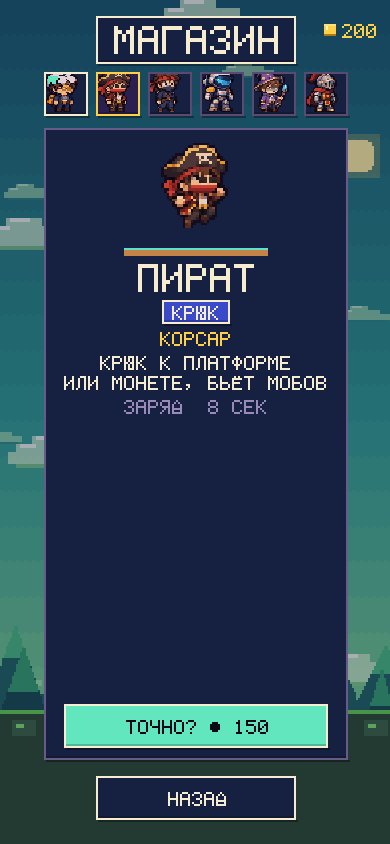 МАГАЗИН
200
ПИРАТ
КРЮК
КОРСАР
КРЮК К ПЛАТФОРМЕ
ИЛИ МОНЕТЕ, БЬЁТ МОБОВ
ЗАРЯД 8 СЕК
ТОЧНО? ● 150
НАЗАД